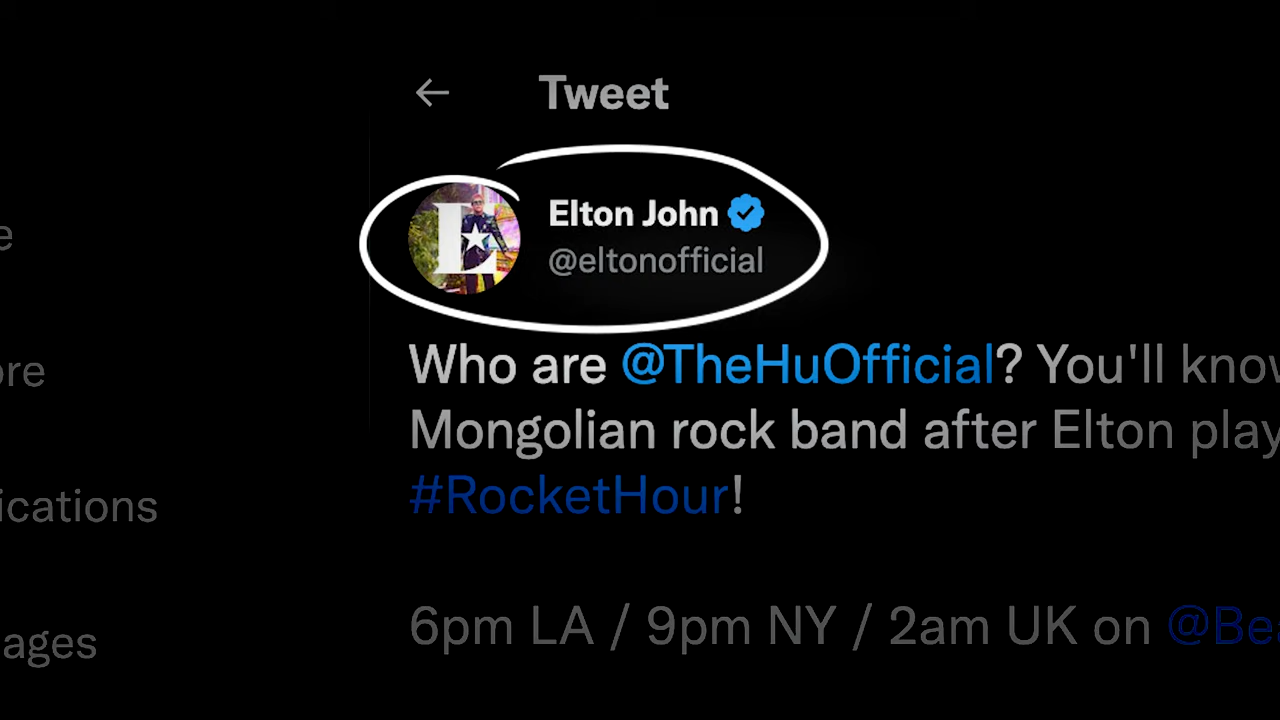 Tweet
E
Elton John
@eltonofficial
Who are @TheHuOfficial? You'll know
Mongolian rock band after Elton play
#RocketHour!
6pm LA / 9pm NY / 2am UK on @Be
e
ore
ications
ages